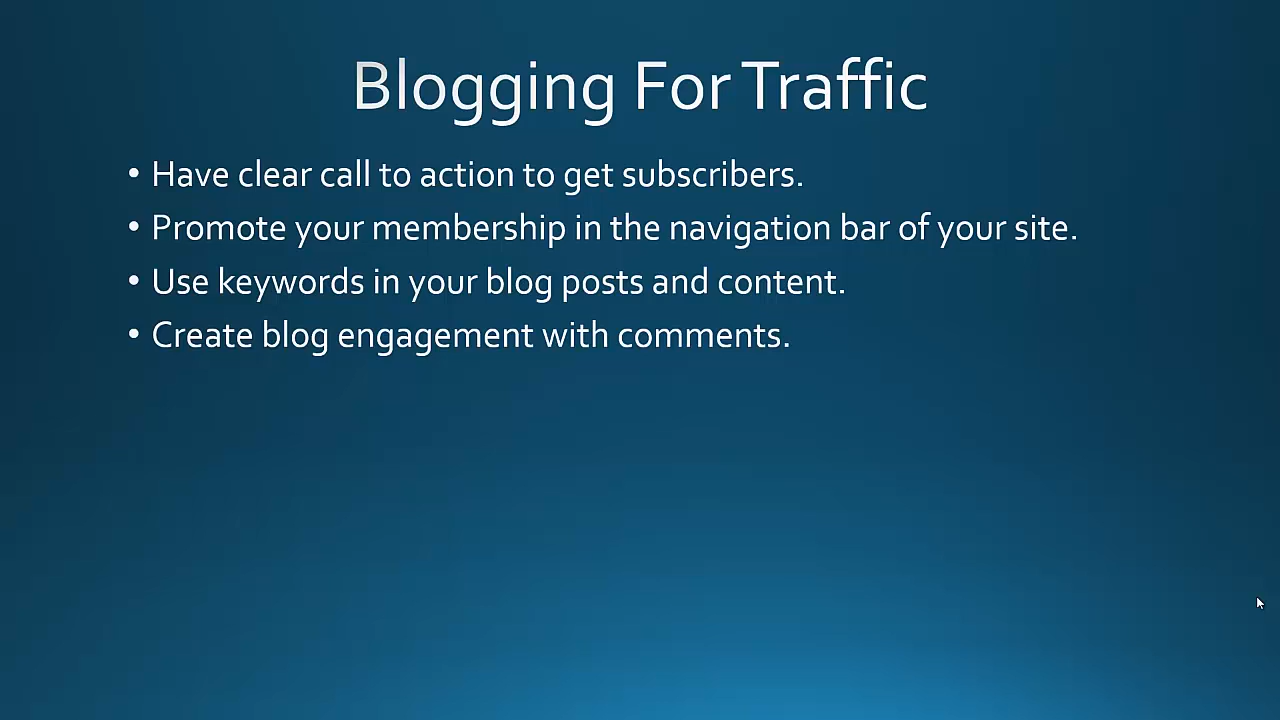 Blogging For Traffic
• Have clear call to action to get subscribers.
• Promote your membership in the navigation bar of your site.
• Use keywords in your blog posts and content.
• Create blog engagement with comments.